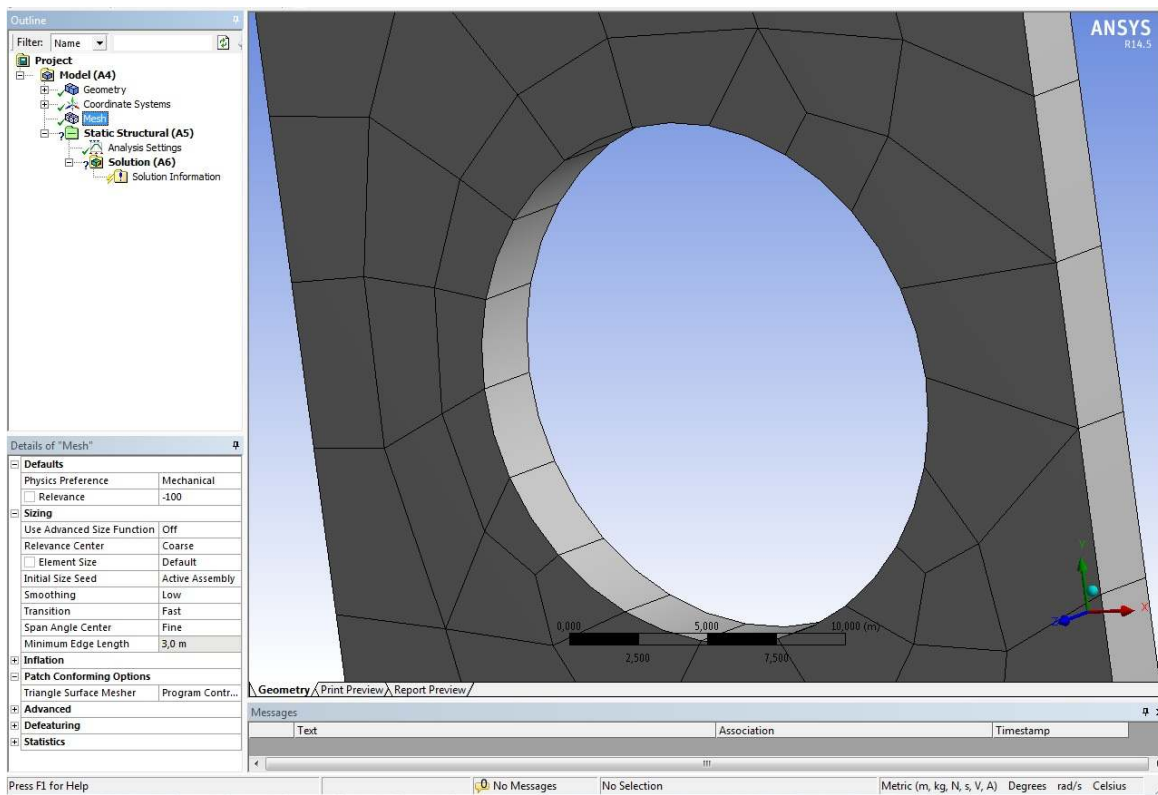 Outline
Filter: Name
Project
Model (A4)
Geometry
Coordinate Systems
Mesh
Static Structural (A5)
Analysis Settings
Solution (A6)
Solution Information
Details of "Mesh"
Defaults
Physics Preference Mechanical
Relevance -100
Sizing
Use Advanced Size Function Off
Relevance Center Coarse
Element Size Default
Initial Size Seed Active Assembly
Smoothing Low
Transition Fast
Span Angle Center Fine
Minimum Edge Length 3,0 m
Inflation
Patch Conforming Options
Triangle Surface Mesher Program Contr...
Advanced
Defeaturing
Statistics
ANSYS
R14.5
Y
X
Z
0,000 5,000 10,000 (m)
2,500 7,500
Geometry Print Preview Report Preview
Messages
Text Association Timestamp
Press F1 for Help 0 No Messages No Selection Metric (m, kg, N, s, V, A) Degrees rad/s Celsius